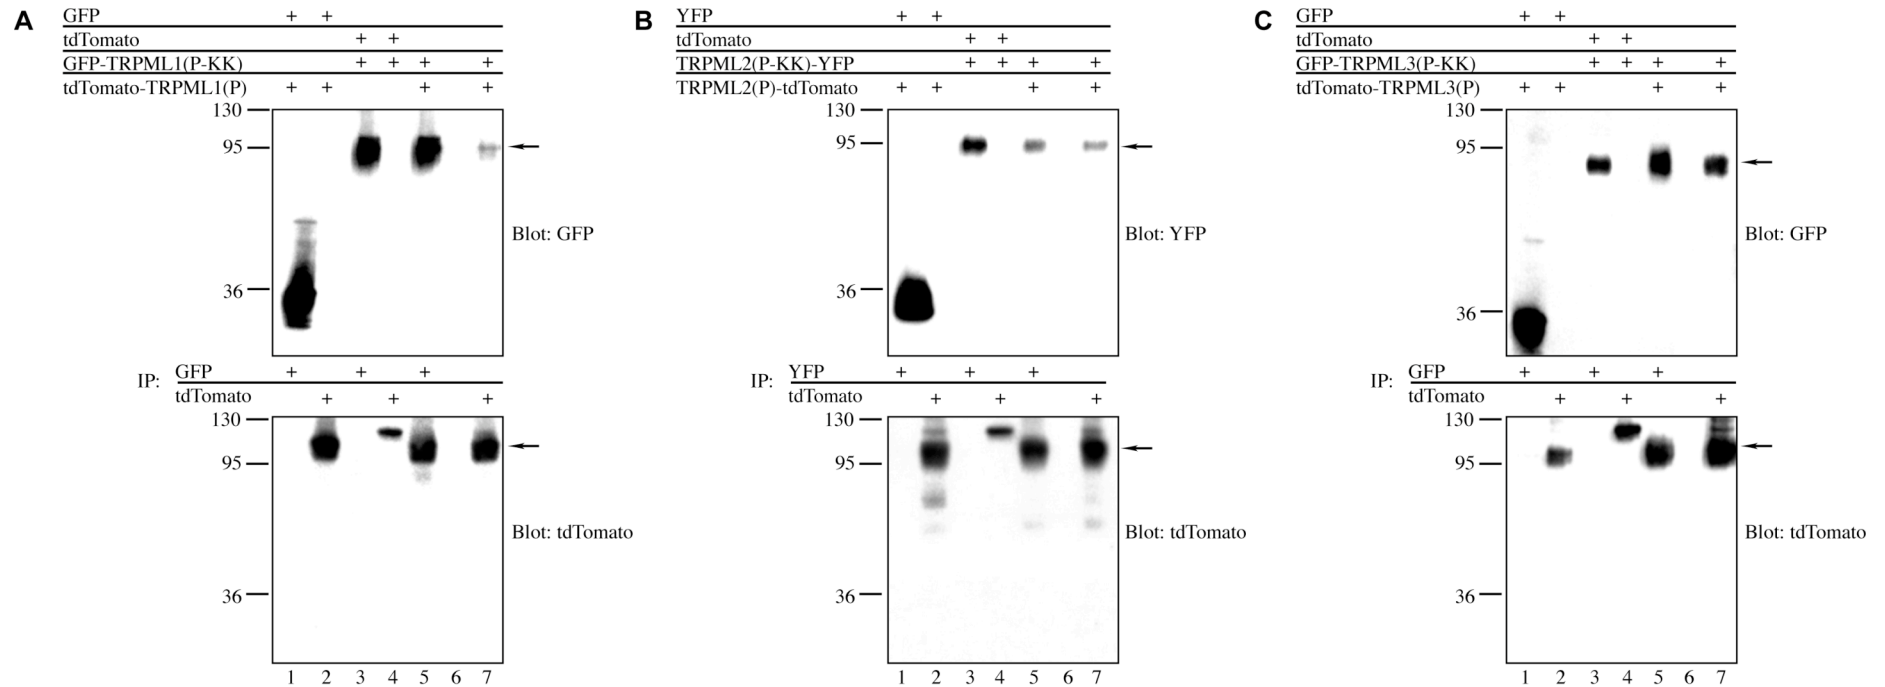 A
GFP + +
tdTomato + +
GFP-TRPML1(P-KK) + + + +
tdTomato-TRPML1(P) + + + +
130
95
36
Blot: GFP
IP: GFP + + +
tdTomato + + + +
130
95
36
Blot: tdTomato
1 2 3 4 5 6 7
B
YFP + +
tdTomato + +
TRPML2(P-KK)-YFP + + + +
TRPML2(P)-tdTomato + + + +
130
95
36
Blot: YFP
IP: YFP + + +
tdTomato + + +
130
95
36
Blot: tdTomato
1 2 3 4 5 6 7
C
GFP + +
tdTomato + +
GFP-TRPML3(P-KK) + + + +
tdTomato-TRPML3(P) + + + +
130
95
36
Blot: GFP
IP: GFP + + +
tdTomato + + +
130
95
36
Blot: tdTomato
1 2 3 4 5 6 7